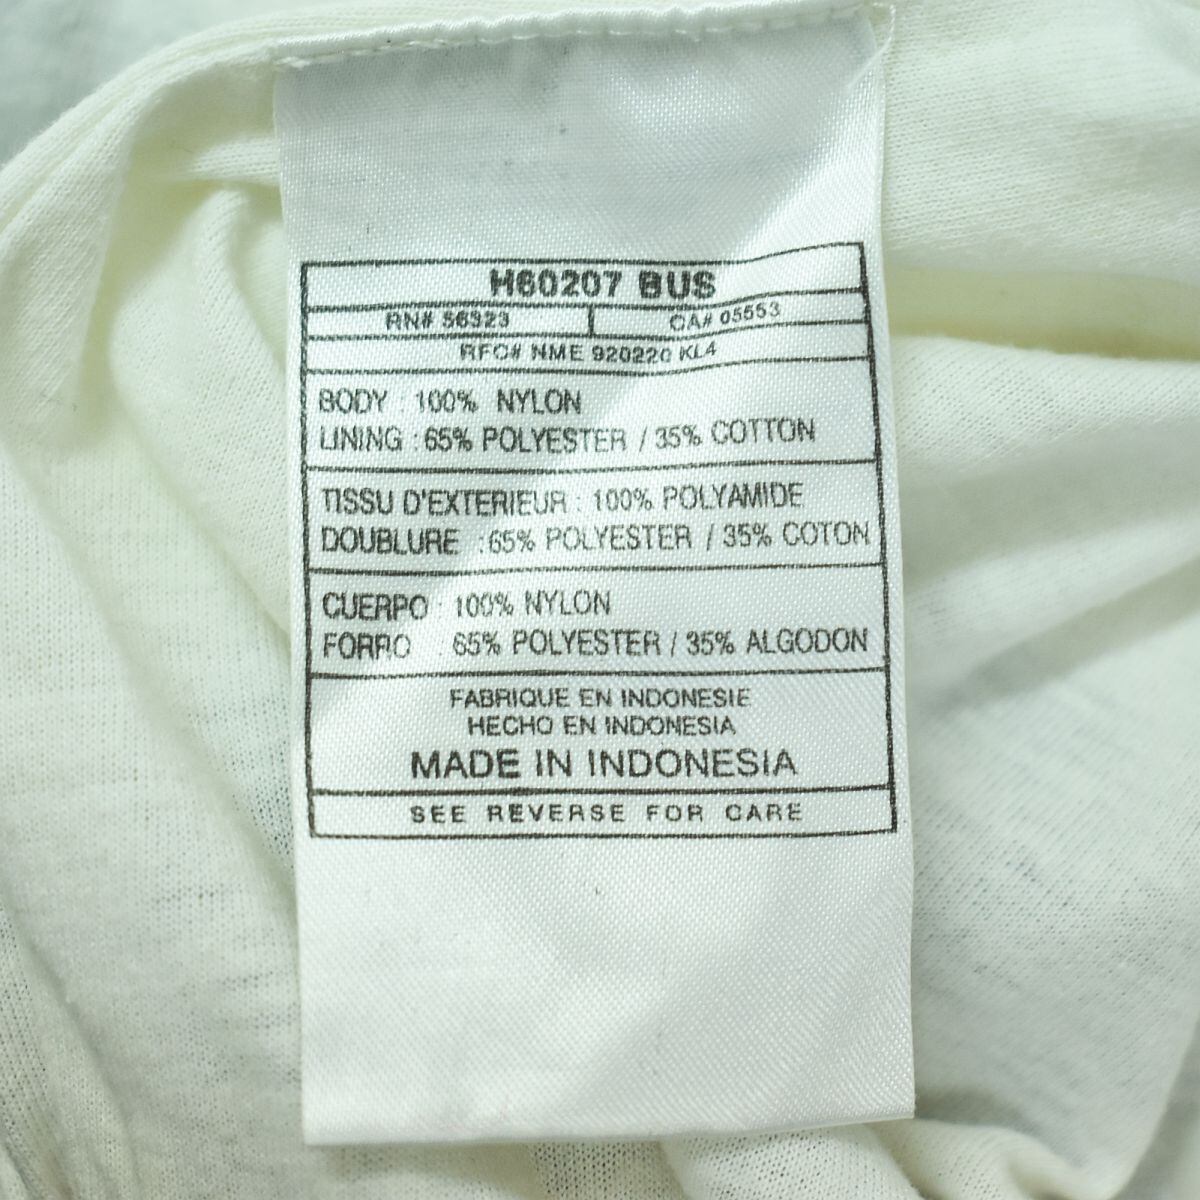 H60207 BUS
RN# 56323 CA# 05553
RFC# NME 920220 KL4
BODY : 100% NYLON
LINING : 65% POLYESTER / 35% COTTON
TISSU D'EXTERIEUR : 100% POLYAMIDE
DOUBLURE : 65% POLYESTER / 35% COTON
CUERPO : 100% NYLON
FORRO : 65% POLYESTER / 35% ALGODON
FABRIQUE EN INDONESIE
HECHO EN INDONESIA
MADE IN INDONESIA
SEE REVERSE FOR CARE